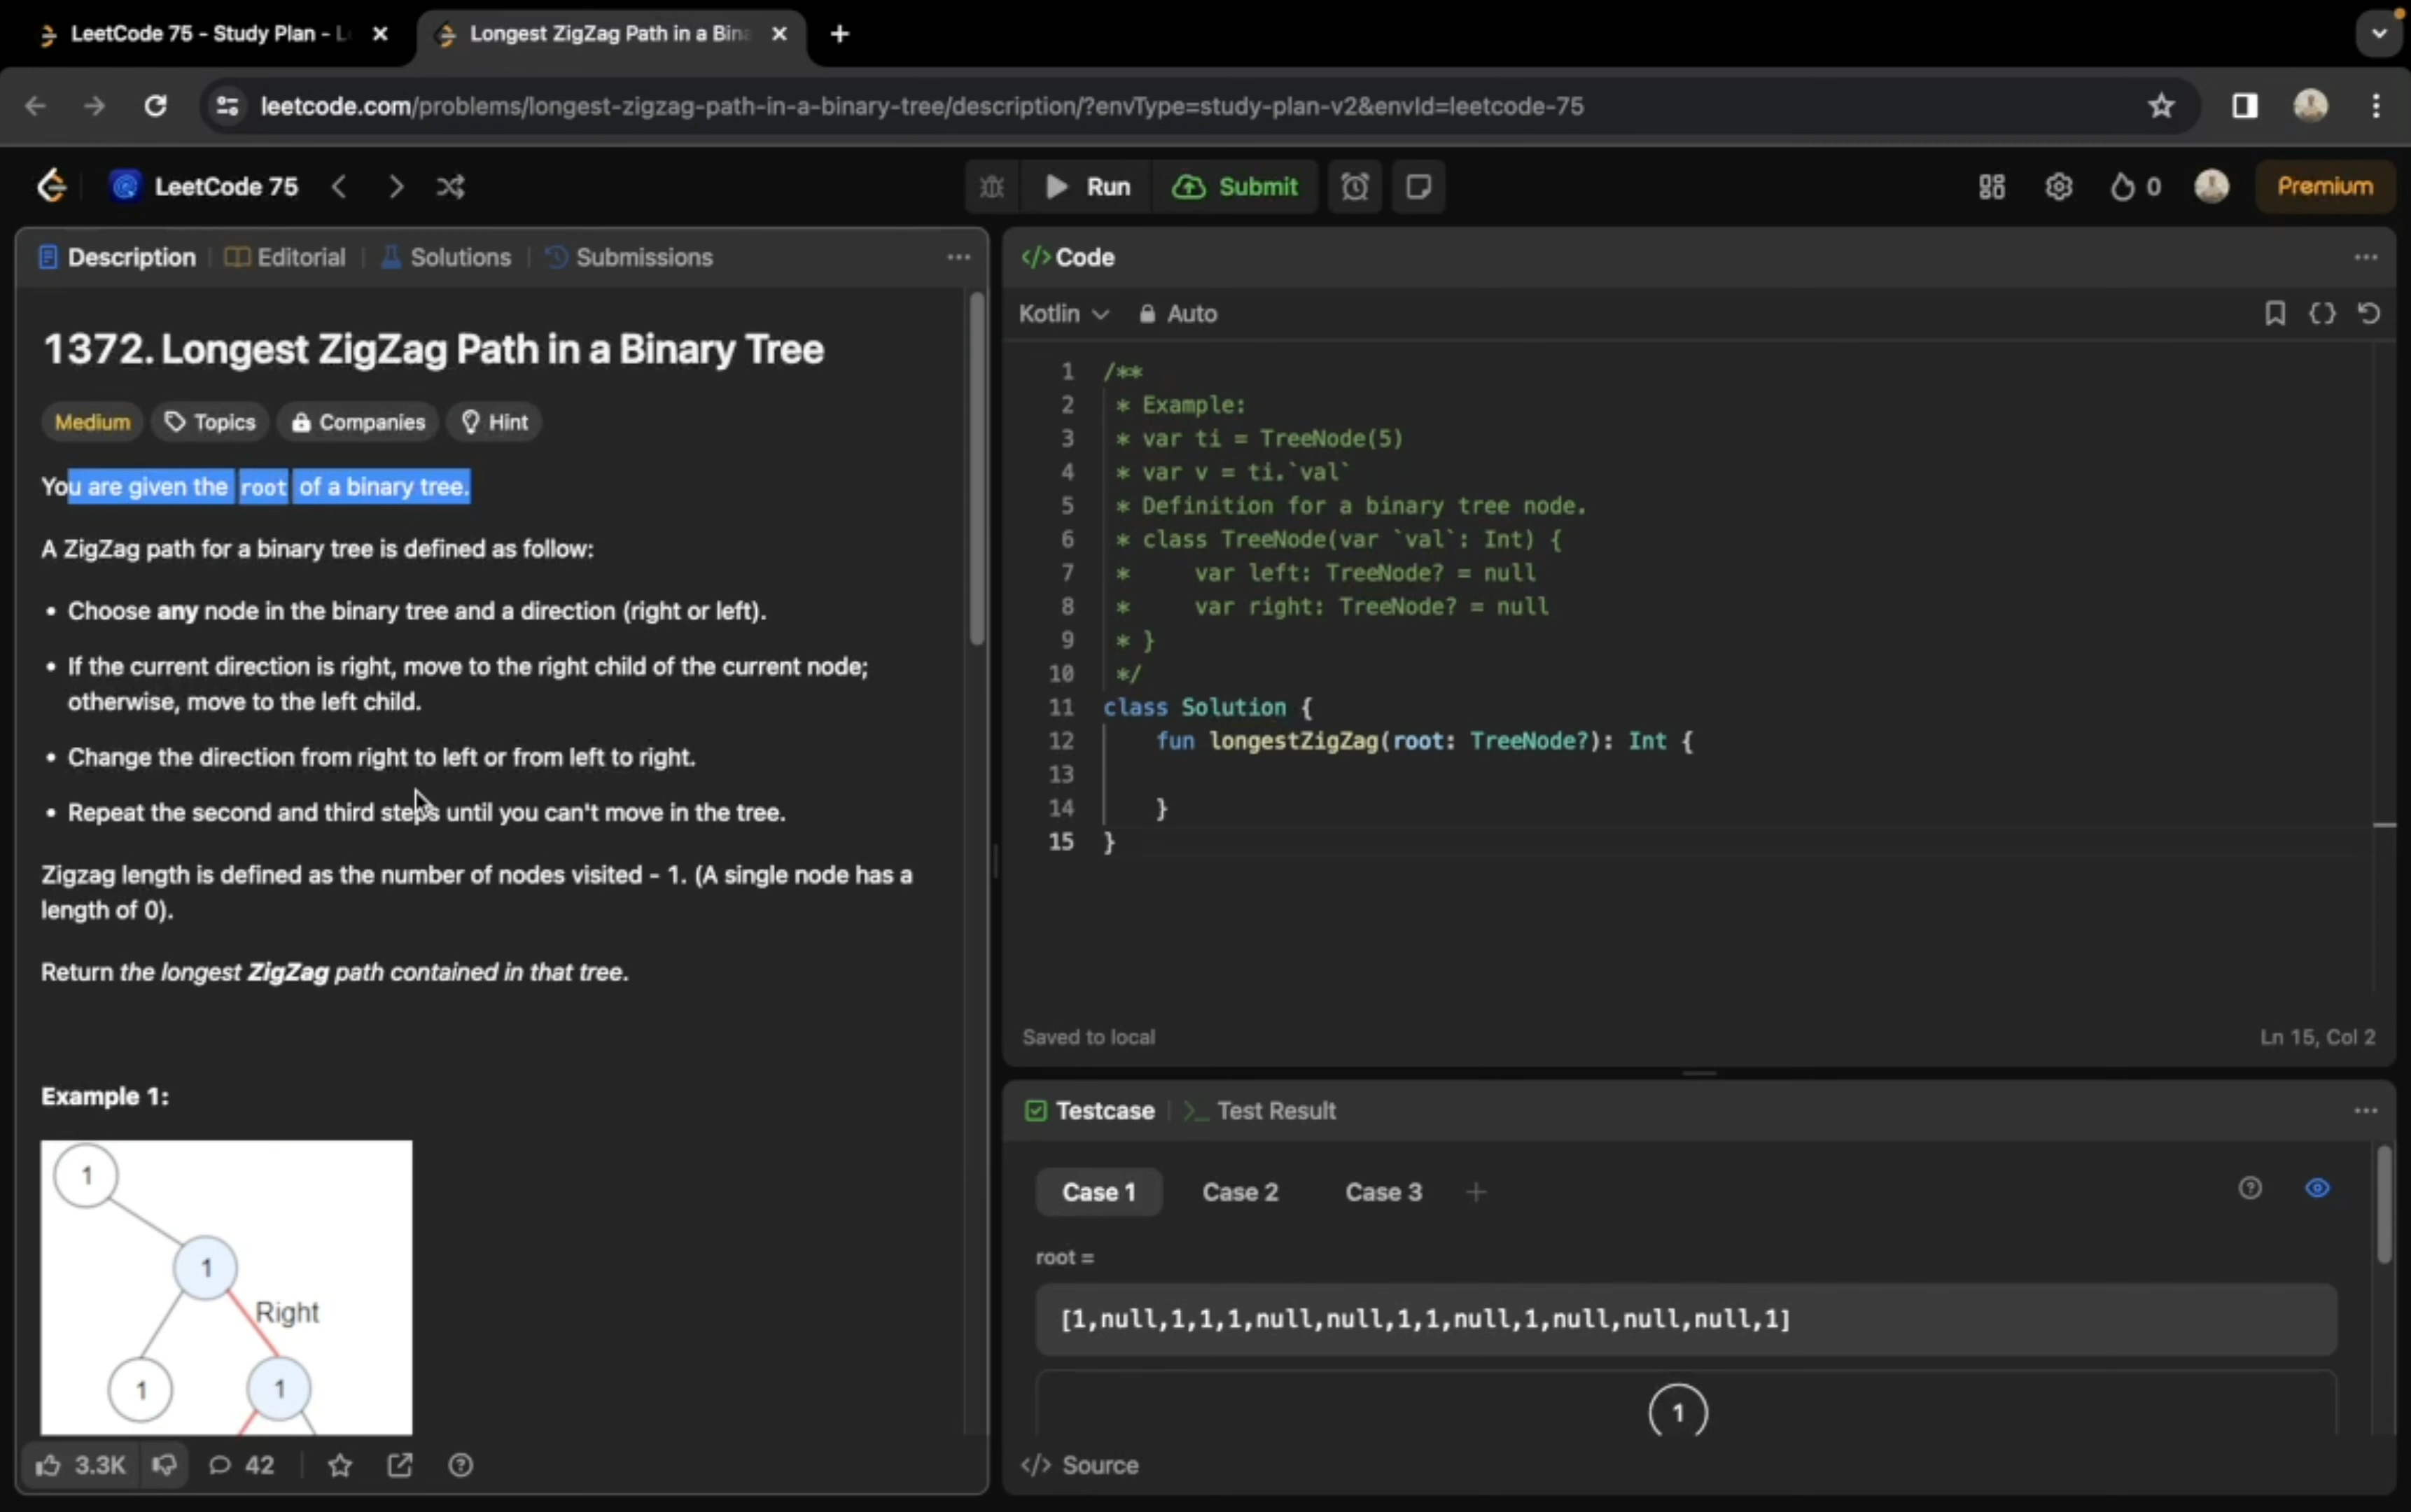 LeetCode 75 - Study Plan - L
Longest ZigZag Path in a Bina
leetcode.com/problems/longest-zigzag-path-in-a-binary-tree/description/?envType=study-plan-v2&envId=leetcode-75
LeetCode 75
Run
Submit
0
Premium
Description
Editorial
Solutions
Submissions
1372. Longest ZigZag Path in a Binary Tree
Medium
Topics
Companies
Hint
You are given the root of a binary tree.
A ZigZag path for a binary tree is defined as follow:
• Choose any node in the binary tree and a direction (right or left).
• If the current direction is right, move to the right child of the current node;
otherwise, move to the left child.
• Change the direction from right to left or from left to right.
• Repeat the second and third steps until you can't move in the tree.
Zigzag length is defined as the number of nodes visited - 1. (A single node has a
length of 0).
Return the longest ZigZag path contained in that tree.
Example 1:
1
1
Right
1
1
3.3K
42
</> Code
Kotlin
Auto
1 /**
2 * Example:
3 * var ti = TreeNode(5)
4 * var v = ti.`val`
5 * Definition for a binary tree node.
6 * class TreeNode(var `val`: Int) {
7 *     var left: TreeNode? = null
8 *     var right: TreeNode? = null
9 * }
10 */
11 class Solution {
12     fun longestZigZag(root: TreeNode?): Int {
13
14     }
15 }
Saved to local
Ln 15, Col 2
Testcase
>_ Test Result
Case 1
Case 2
Case 3
+
root =
[1,null,1,1,1,null,null,1,1,null,1,null,null,null,1]
1
</> Source